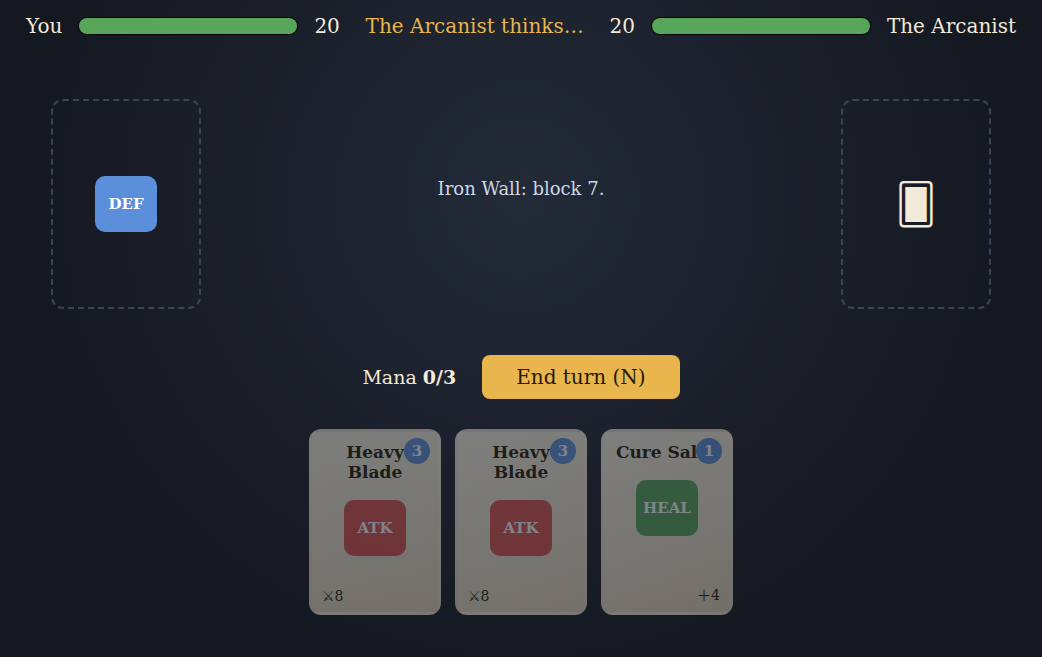 You 20 The Arcanist thinks... 20 The Arcanist
DEF
Iron Wall: block 7.
Mana 0/3 End turn (N)
Heavy Blade
3
ATK
⚔8
Heavy Blade
3
ATK
⚔8
Cure Sal
1
HEAL
+4